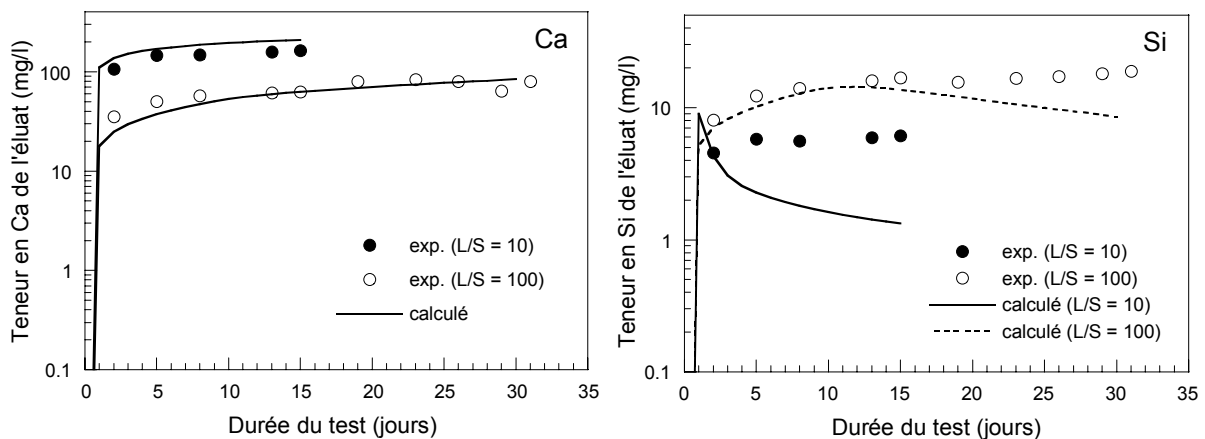 Ca
Teneur en Ca de l'éluat (mg/l)
100
10
1
0.1
exp. (L/S = 10)
exp. (L/S = 100)
calculé
0 5 10 15 20 25 30 35
Durée du test (jours)
Si
Teneur en Si de l'éluat (mg/l)
10
1
0.1
exp. (L/S = 10)
exp. (L/S = 100)
calculé (L/S = 10)
calculé (L/S = 100)
0 5 10 15 20 25 30 35
Durée du test (jours)